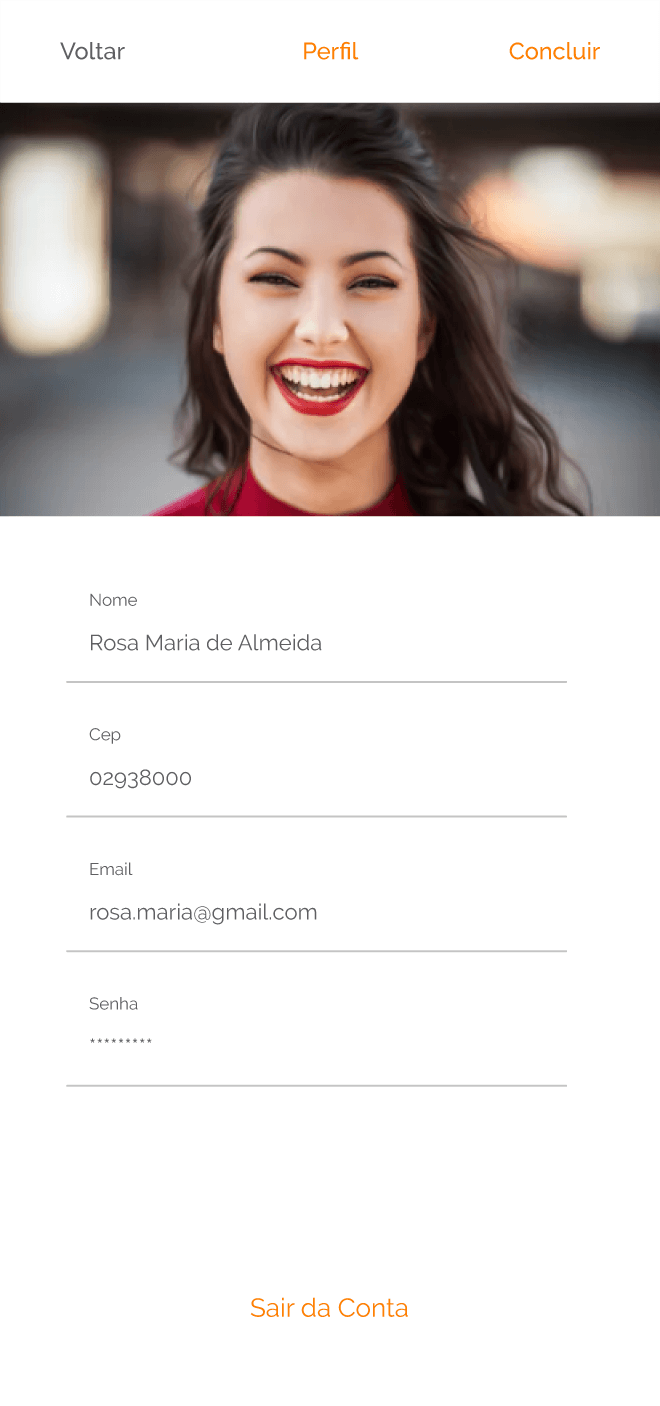 Voltar Perfil Concluir
Nome
Rosa Maria de Almeida
Cep
02938000
Email
rosa.maria@gmail.com
Senha
*********
Sair da Conta